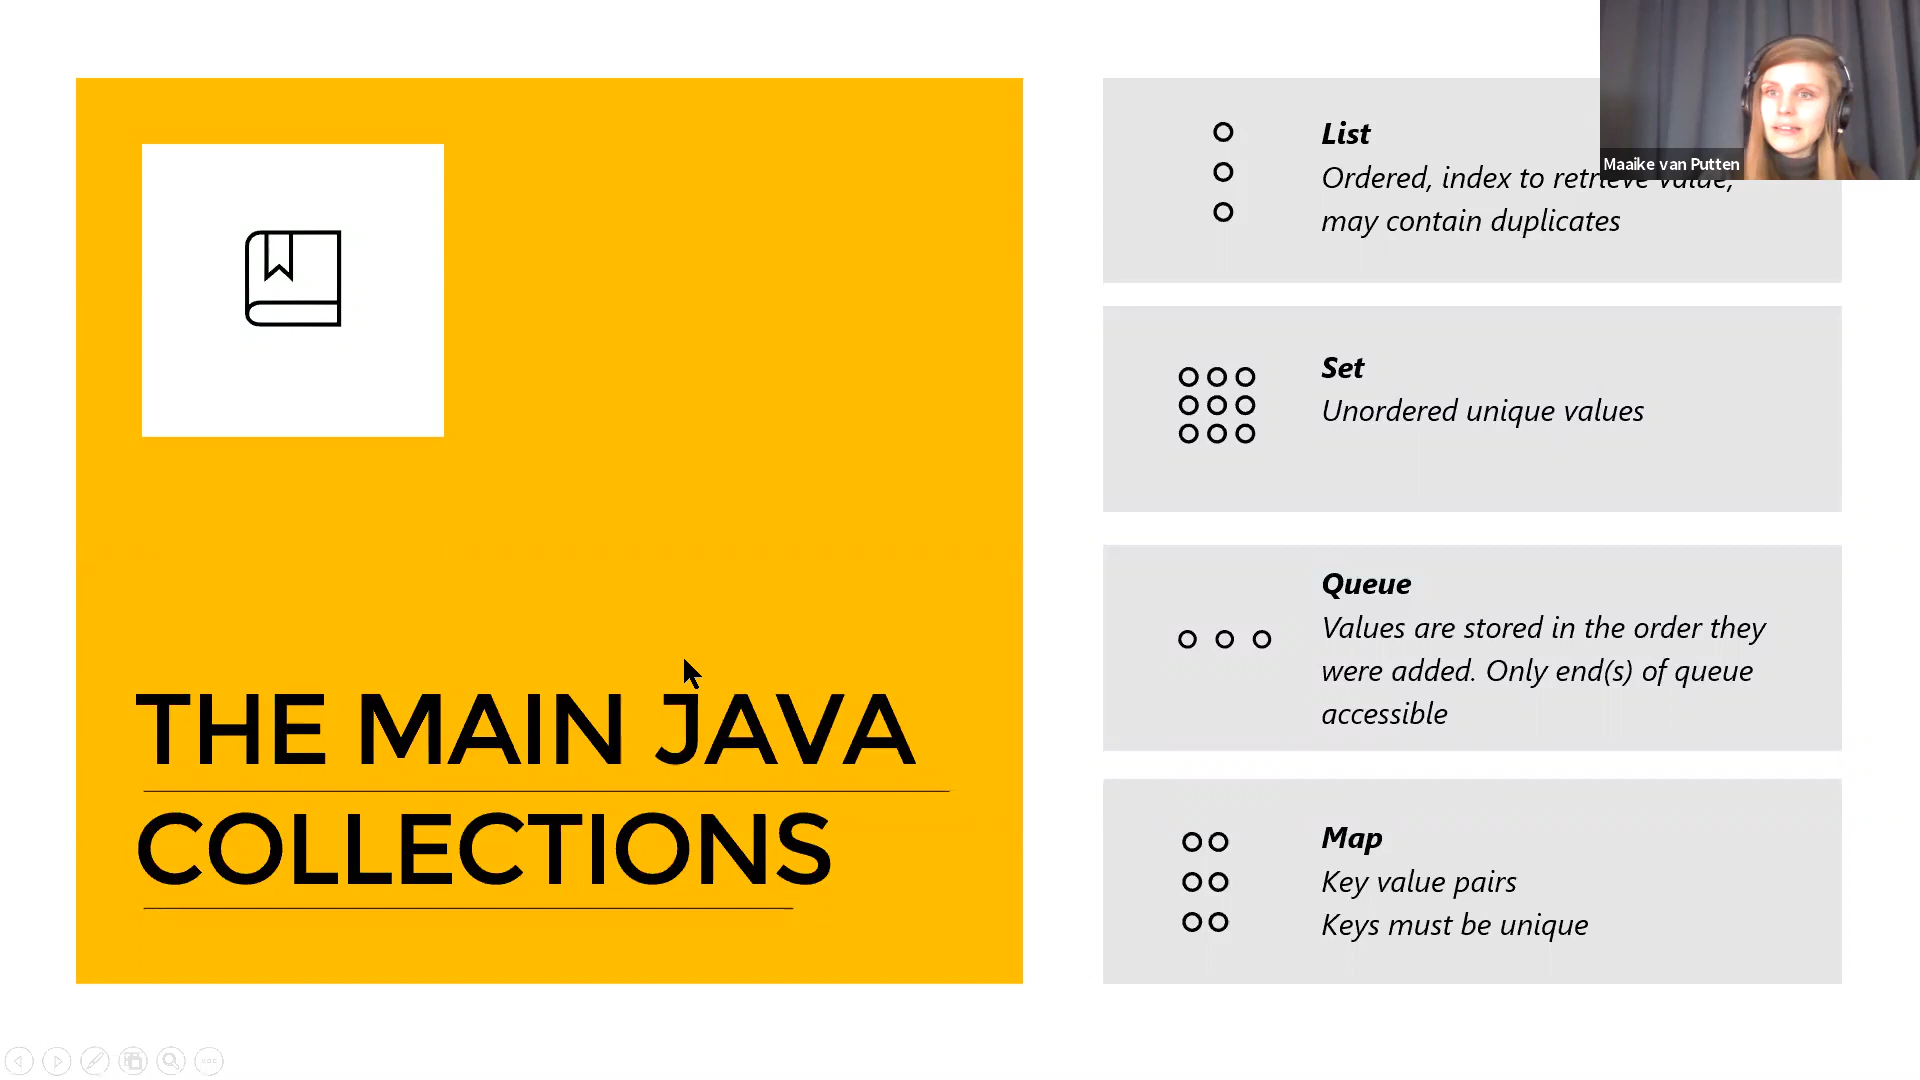 THE MAIN JAVA
COLLECTIONS
List
Ordered, index to retrieve value,
may contain duplicates
Set
Unordered unique values
Queue
Values are stored in the order they
were added. Only end(s) of queue
accessible
Map
Key value pairs
Keys must be unique
Maaike van Putten